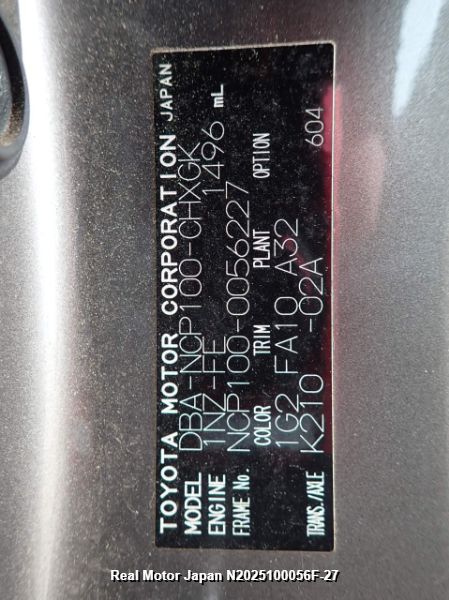 TOYOTA MOTOR CORPORATION JAPAN
MODEL DBA-NCP100-CHXGK
ENGINE 1NZ-FE 1496 mL
FRAME No. NCP100-0056227
COLOR TRIM PLANT OPTION
1G2 FA10 A32
TRANS./AXLE K210 -02A 604
Real Motor Japan N2025100056F-27